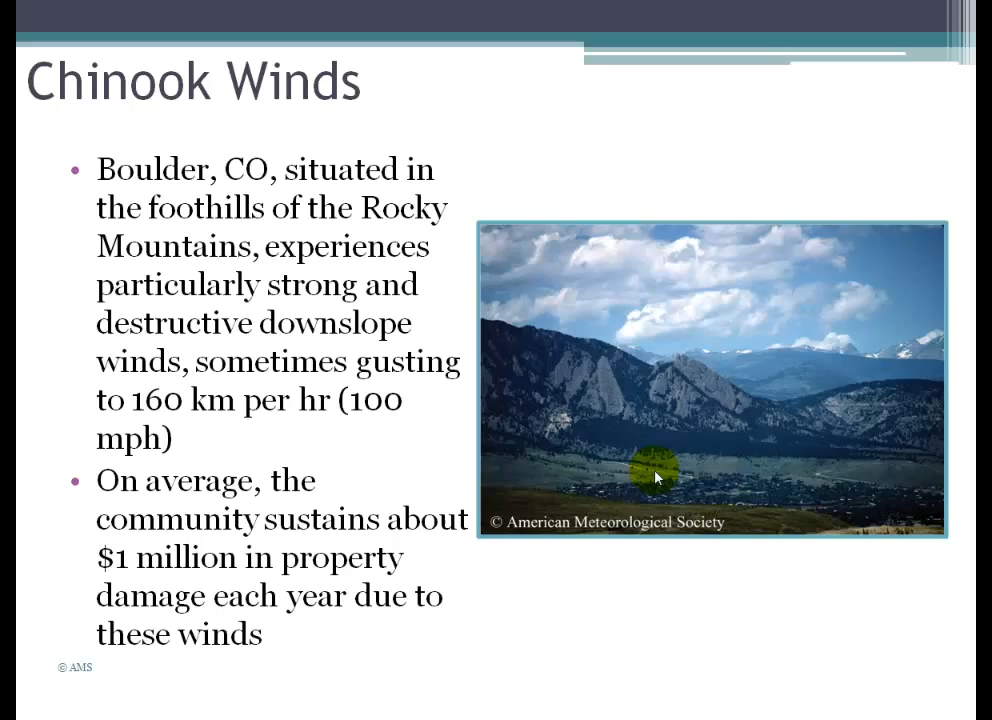 Chinook Winds
• Boulder, CO, situated in
the foothills of the Rocky
Mountains, experiences
particularly strong and
destructive downslope
winds, sometimes gusting
to 160 km per hr (100
mph)
• On average, the
community sustains about
$1 million in property
damage each year due to
these winds
© American Meteorological Society
© AMS